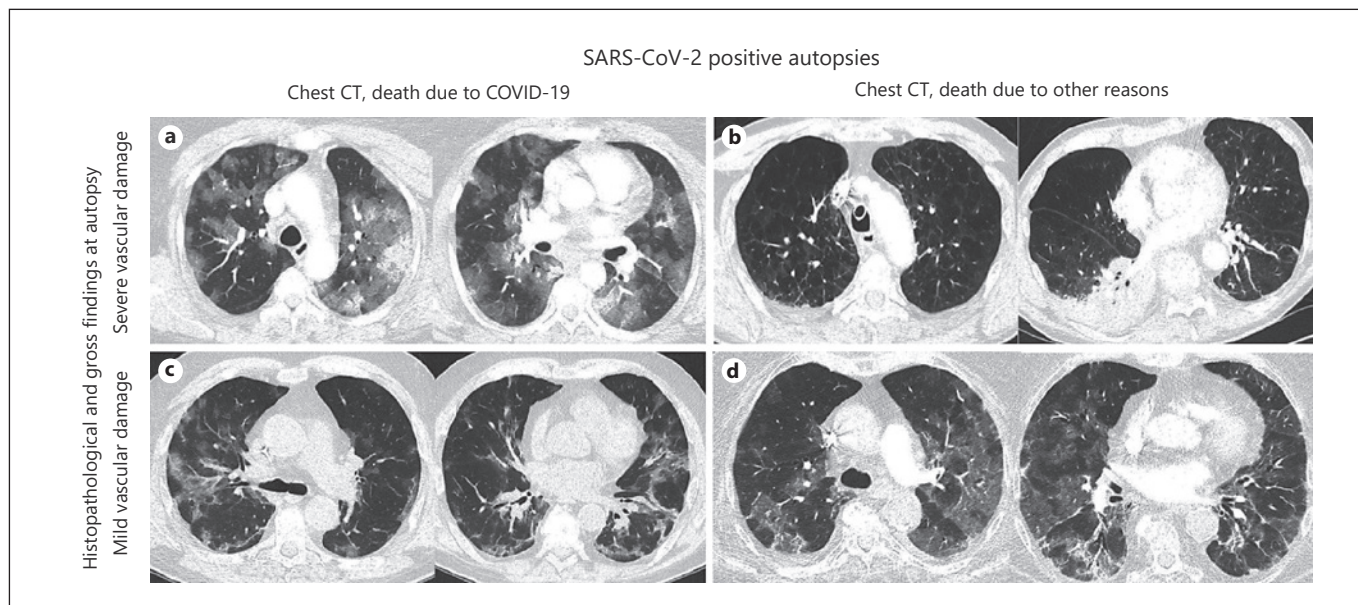 SARS-CoV-2 positive autopsies
Chest CT, death due to COVID-19
Chest CT, death due to other reasons
Histopathological and gross findings at autopsy
Severe vascular damage
Mild vascular damage
a
b
c
d